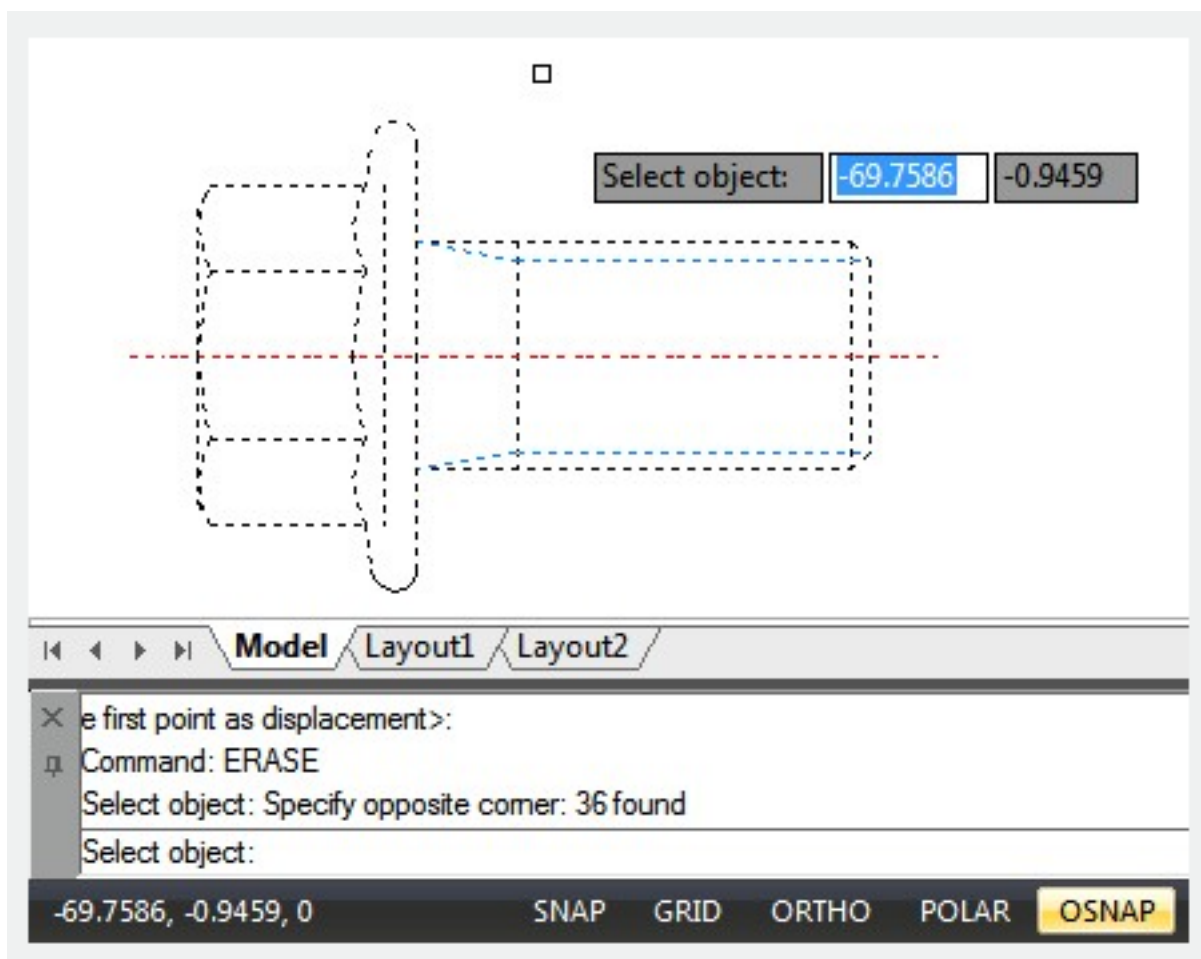 Select object: -69.7586 -0.9459
Model Layout1 Layout2
e first point as displacement>:
Command: ERASE
Select object: Specify opposite corner: 36 found
Select object:
-69.7586, -0.9459, 0 SNAP GRID ORTHO POLAR OSNAP